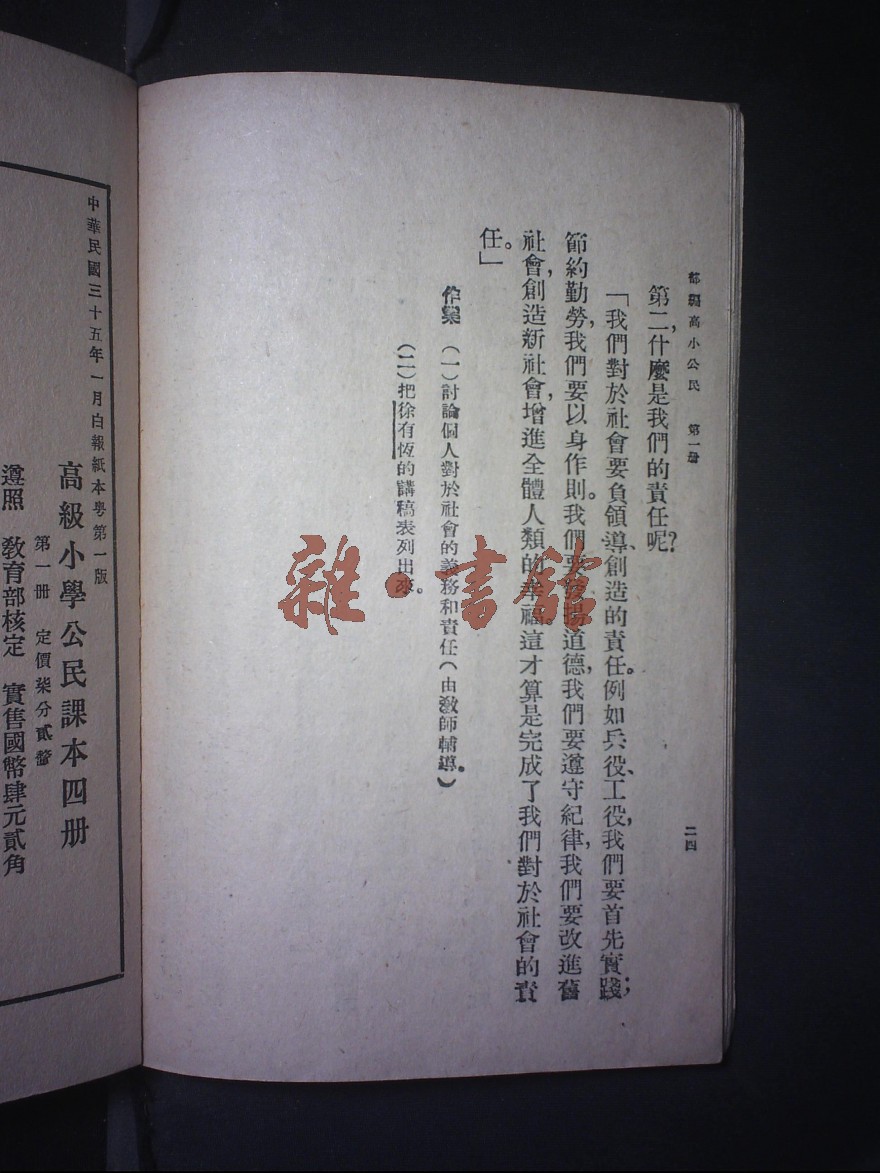 部編高小公民　第一册
二四
第二，什麼是我們的責任呢？
「我們對於社會要負領導、創造的責任。例如兵役、工役，我們要首先實踐；
節約勤勞，我們要以身作則。我們要發揚道德，我們要遵守紀律，我們要改進舊
社會，創造新社會，增進全體人類的幸福。這才算是完成了我們對於社會的責
任。」
作業　（一）討論個人對於社會的義務和責任（由敎師輔導。）
（二）把徐有恆的講稿表列出來。
雜·書館
中華民國三十五年一月白報紙本粤第一版
高級小學公民課本四册
第一册　定價柒分貳釐
遵照　敎育部核定　實售國幣肆元貳角